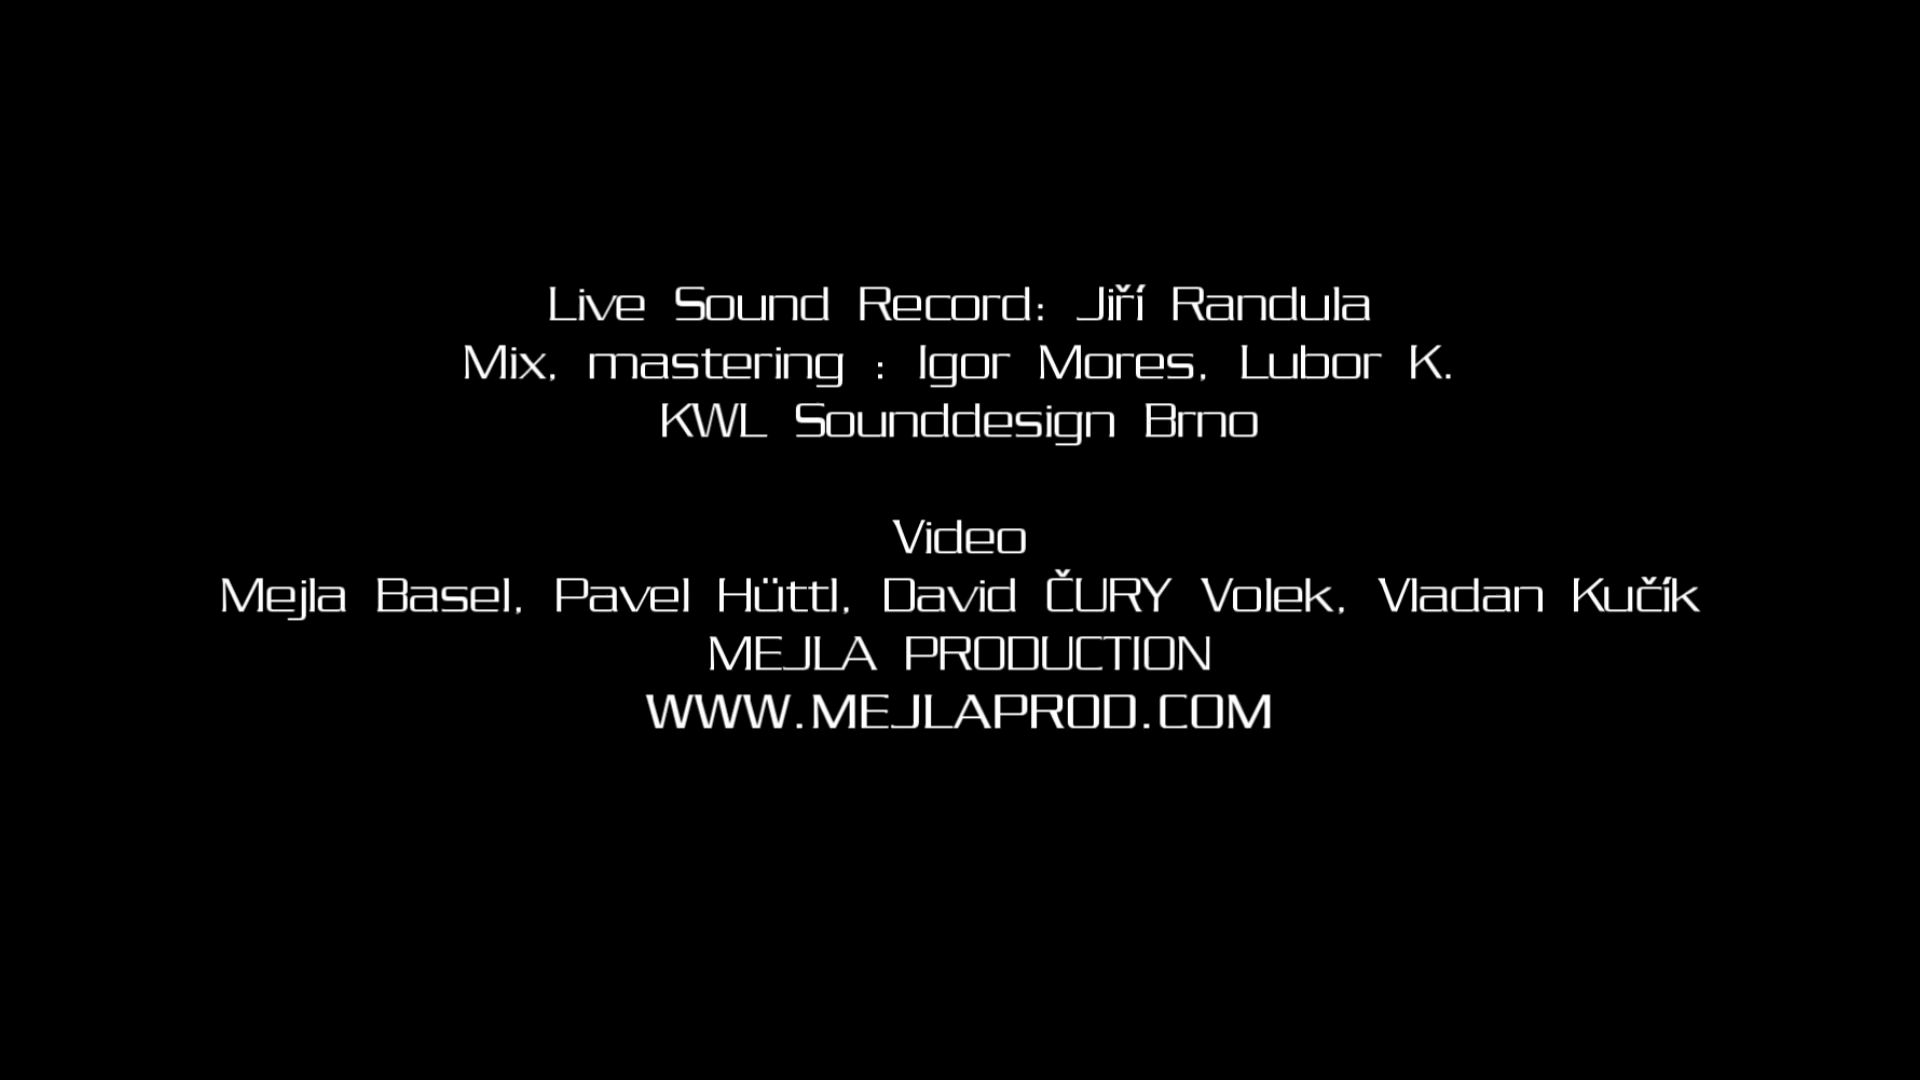 Live Sound Record: Jiří Randula
Mix, mastering : Igor Mores, Lubor K.
KWL Sounddesign Brno
Video
Mejla Basel, Pavel Hüttl, David ČURY Volek, Vladan Kučík
MEJLA PRODUCTION
WWW.MEJLAPROD.COM